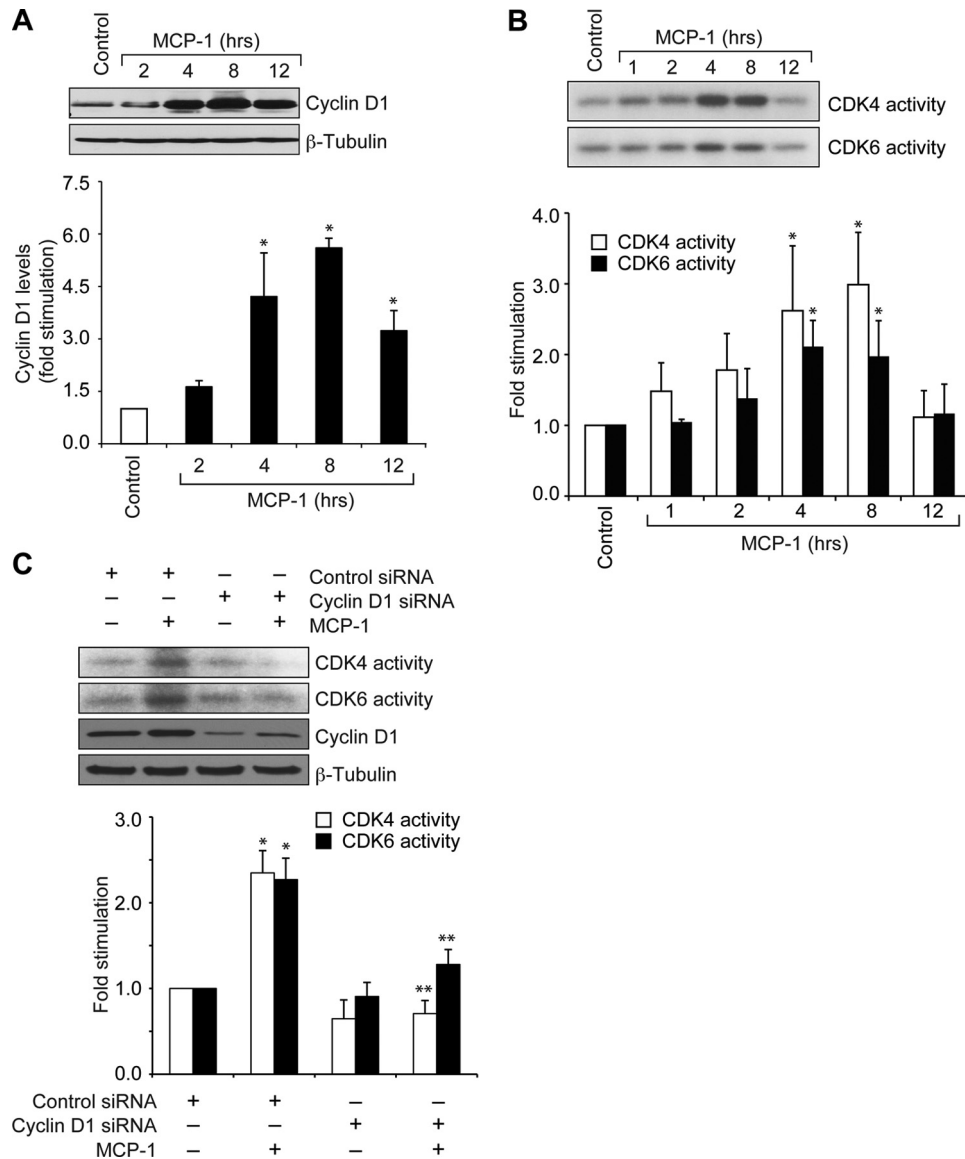 A
Control
MCP-1 (hrs)
2 4 8 12
Cyclin D1
β-Tubulin
7.5
6.0
4.5
3.0
1.5
0.0
Cyclin D1 levels
(fold stimulation)
* * *
Control
2 4 8 12
MCP-1 (hrs)
B
Control
MCP-1 (hrs)
1 2 4 8 12
CDK4 activity
CDK6 activity
4.0
3.0
2.0
1.0
0.0
Fold stimulation
CDK4 activity
CDK6 activity
* * * *
Control
1 2 4 8 12
MCP-1 (hrs)
C
+ + – – Control siRNA
– – + + Cyclin D1 siRNA
– + – + MCP-1
CDK4 activity
CDK6 activity
Cyclin D1
β-Tubulin
3.0
2.0
1.0
0.0
Fold stimulation
CDK4 activity
CDK6 activity
* * ** **
Control siRNA + + – –
Cyclin D1 siRNA – – + +
MCP-1 – + – +